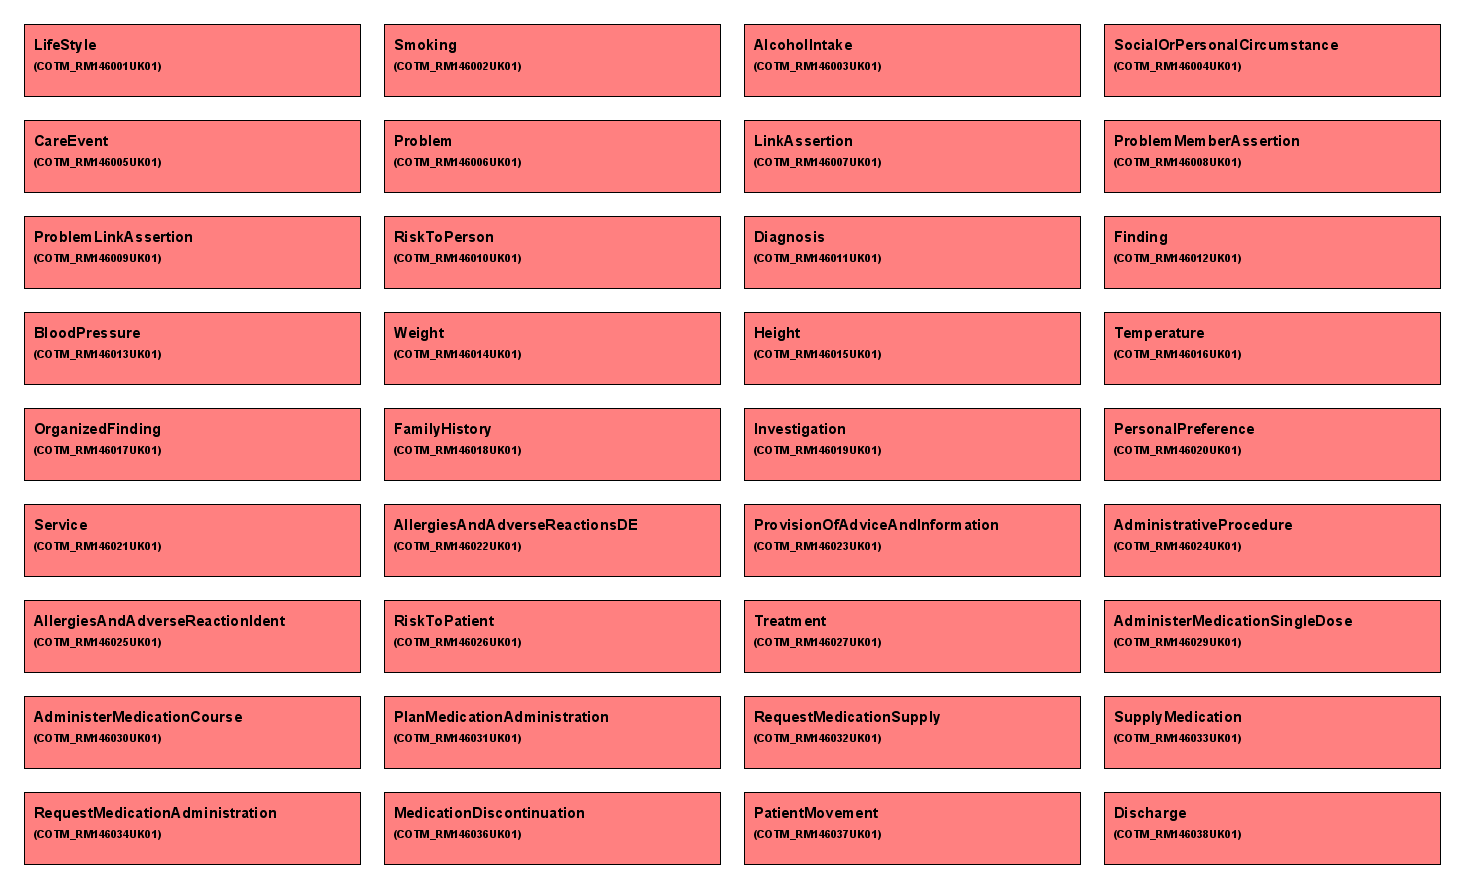 LifeStyle
(COTM_RM146001UK01)
Smoking
(COTM_RM146002UK01)
AlcoholIntake
(COTM_RM146003UK01)
SocialOrPersonalCircumstance
(COTM_RM146004UK01)
CareEvent
(COTM_RM146005UK01)
Problem
(COTM_RM146006UK01)
LinkAssertion
(COTM_RM146007UK01)
ProblemMemberAssertion
(COTM_RM146008UK01)
ProblemLinkAssertion
(COTM_RM146009UK01)
RiskToPerson
(COTM_RM146010UK01)
Diagnosis
(COTM_RM146011UK01)
Finding
(COTM_RM146012UK01)
BloodPressure
(COTM_RM146013UK01)
Weight
(COTM_RM146014UK01)
Height
(COTM_RM146015UK01)
Temperature
(COTM_RM146016UK01)
OrganizedFinding
(COTM_RM146017UK01)
FamilyHistory
(COTM_RM146018UK01)
Investigation
(COTM_RM146019UK01)
PersonalPreference
(COTM_RM146020UK01)
Service
(COTM_RM146021UK01)
AllergiesAndAdverseReactionsDE
(COTM_RM146022UK01)
ProvisionOfAdviceAndInformation
(COTM_RM146023UK01)
AdministrativeProcedure
(COTM_RM146024UK01)
AllergiesAndAdverseReactionIdent
(COTM_RM146025UK01)
RiskToPatient
(COTM_RM146026UK01)
Treatment
(COTM_RM146027UK01)
AdministerMedicationSingleDose
(COTM_RM146029UK01)
AdministerMedicationCourse
(COTM_RM146030UK01)
PlanMedicationAdministration
(COTM_RM146031UK01)
RequestMedicationSupply
(COTM_RM146032UK01)
SupplyMedication
(COTM_RM146033UK01)
RequestMedicationAdministration
(COTM_RM146034UK01)
MedicationDiscontinuation
(COTM_RM146036UK01)
PatientMovement
(COTM_RM146037UK01)
Discharge
(COTM_RM146038UK01)